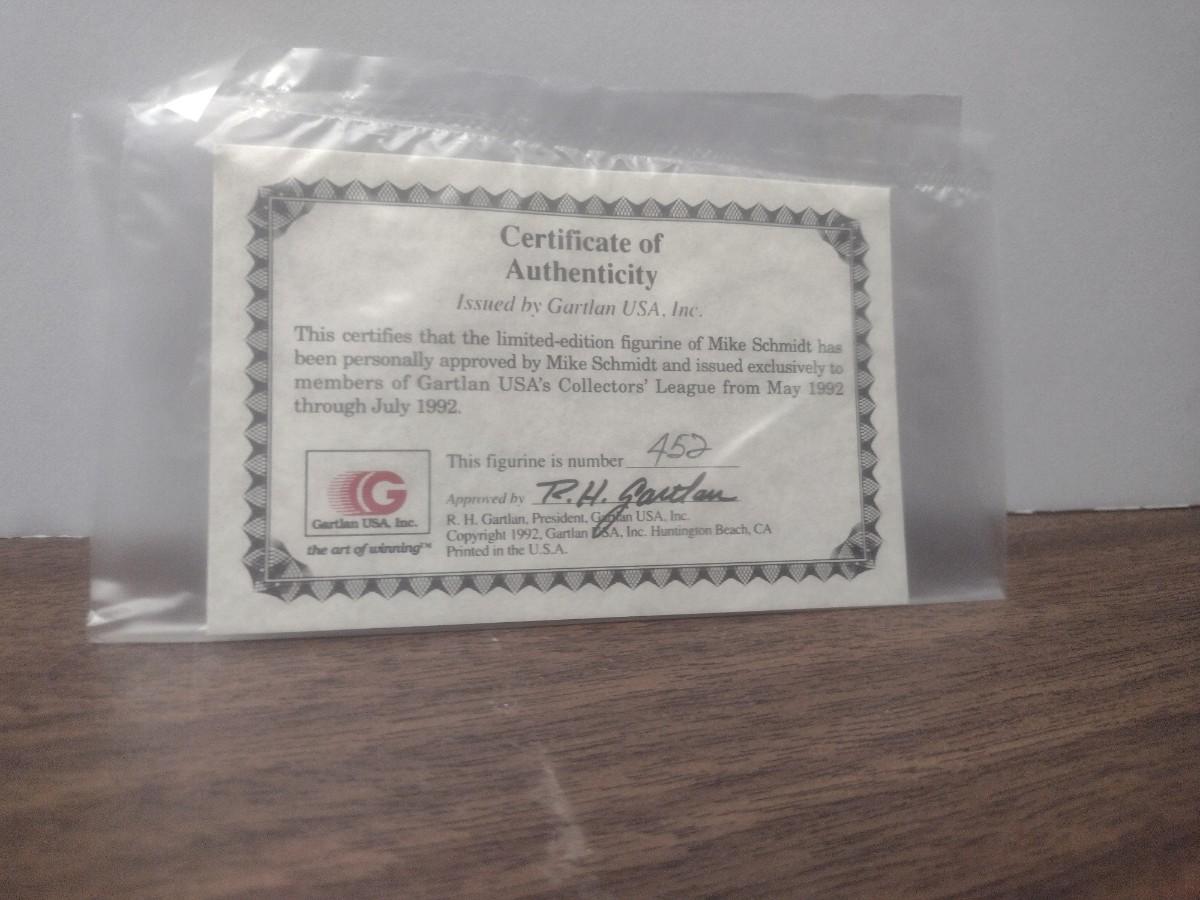 Certificate of
Authenticity
Issued by Gartlan USA, Inc.
This certifies that the limited-edition figurine of Mike Schmidt has
been personally approved by Mike Schmidt and issued exclusively to
members of Gartlan USA's Collectors' League from May 1992
through July 1992.
This figurine is number 452
Approved by R.H. Gartlan
R. H. Gartlan, President, Gartlan USA, Inc.
Copyright 1992, Gartlan USA, Inc. Huntington Beach, CA
Printed in the U.S.A.
G
Gartlan USA, Inc.
the art of winning™